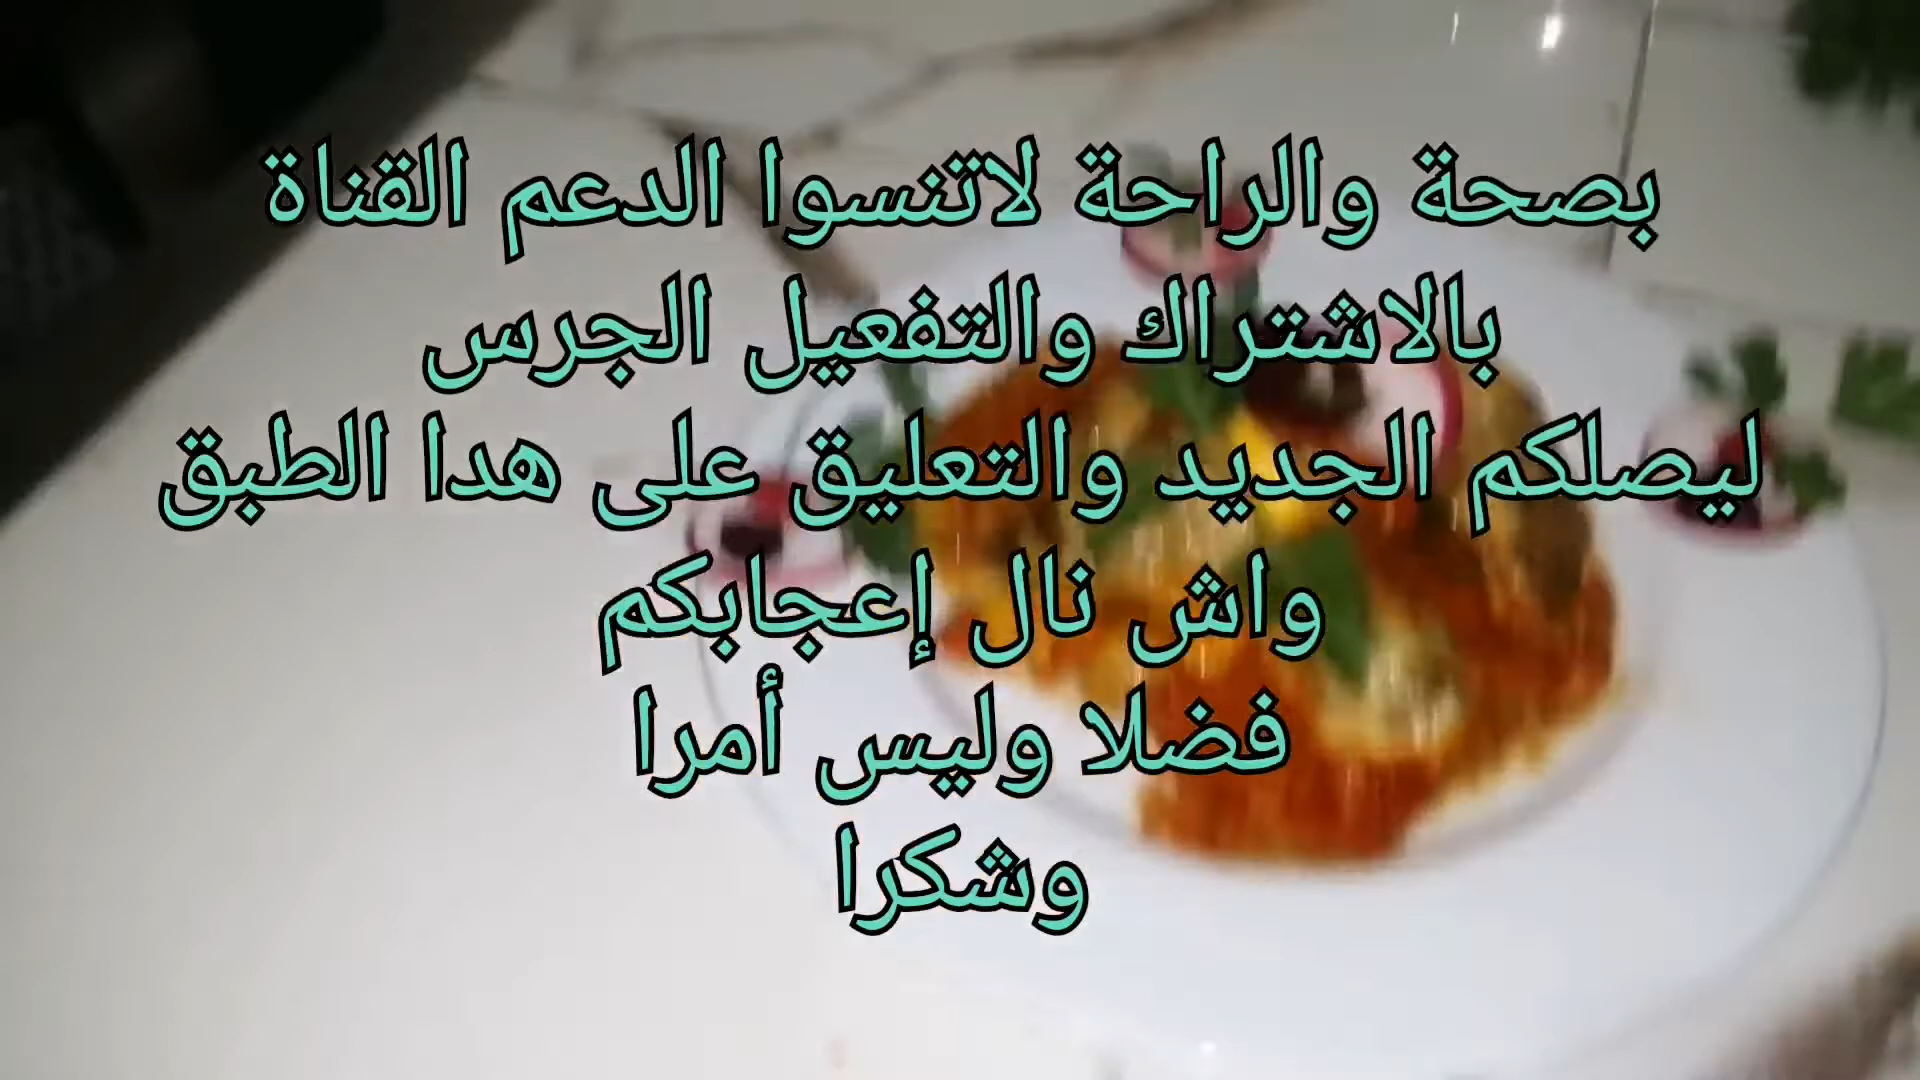 بصحة والراحة لاتنسوا الدعم القناة
بالاشتراك والتفعيل الجرس
ليصلكم الجديد والتعليق على هدا الطبق
واش نال إعجابكم
فضلا وليس أمرا
وشكرا